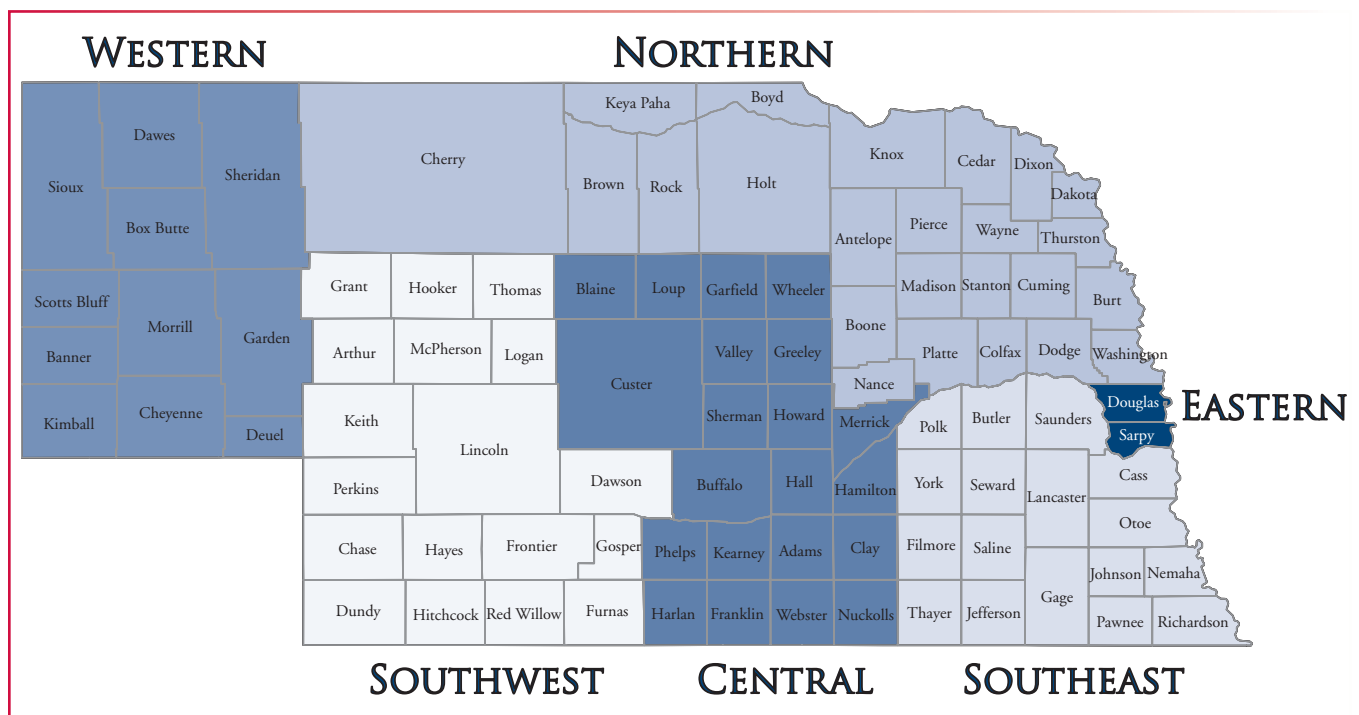 WESTERN
NORTHERN
Keya Paha
Boyd
Dawes
Cherry
Knox
Cedar
Dixon
Sioux
Sheridan
Brown
Rock
Holt
Dakota
Box Butte
Antelope
Pierce
Wayne
Thurston
Grant
Hooker
Thomas
Blaine
Loup
Garfield
Wheeler
Madison
Stanton
Cuming
Scotts Bluff
Burt
Morrill
Garden
Boone
Banner
Arthur
McPherson
Logan
Valley
Greeley
Platte
Colfax
Dodge
Washington
Custer
Nance
Kimball
Cheyenne
Deuel
Keith
Sherman
Howard
Merrick
Polk
Butler
Saunders
Douglas
EASTERN
Sarpy
Lincoln
Perkins
Dawson
Buffalo
Hall
Hamilton
York
Seward
Lancaster
Cass
Otoe
Chase
Hayes
Frontier
Gosper
Phelps
Kearney
Adams
Clay
Filmore
Saline
Johnson
Nemaha
Dundy
Hitchcock
Red Willow
Furnas
Harlan
Franklin
Webster
Nuckolls
Thayer
Jefferson
Gage
Pawnee
Richardson
SOUTHWEST
CENTRAL
SOUTHEAST